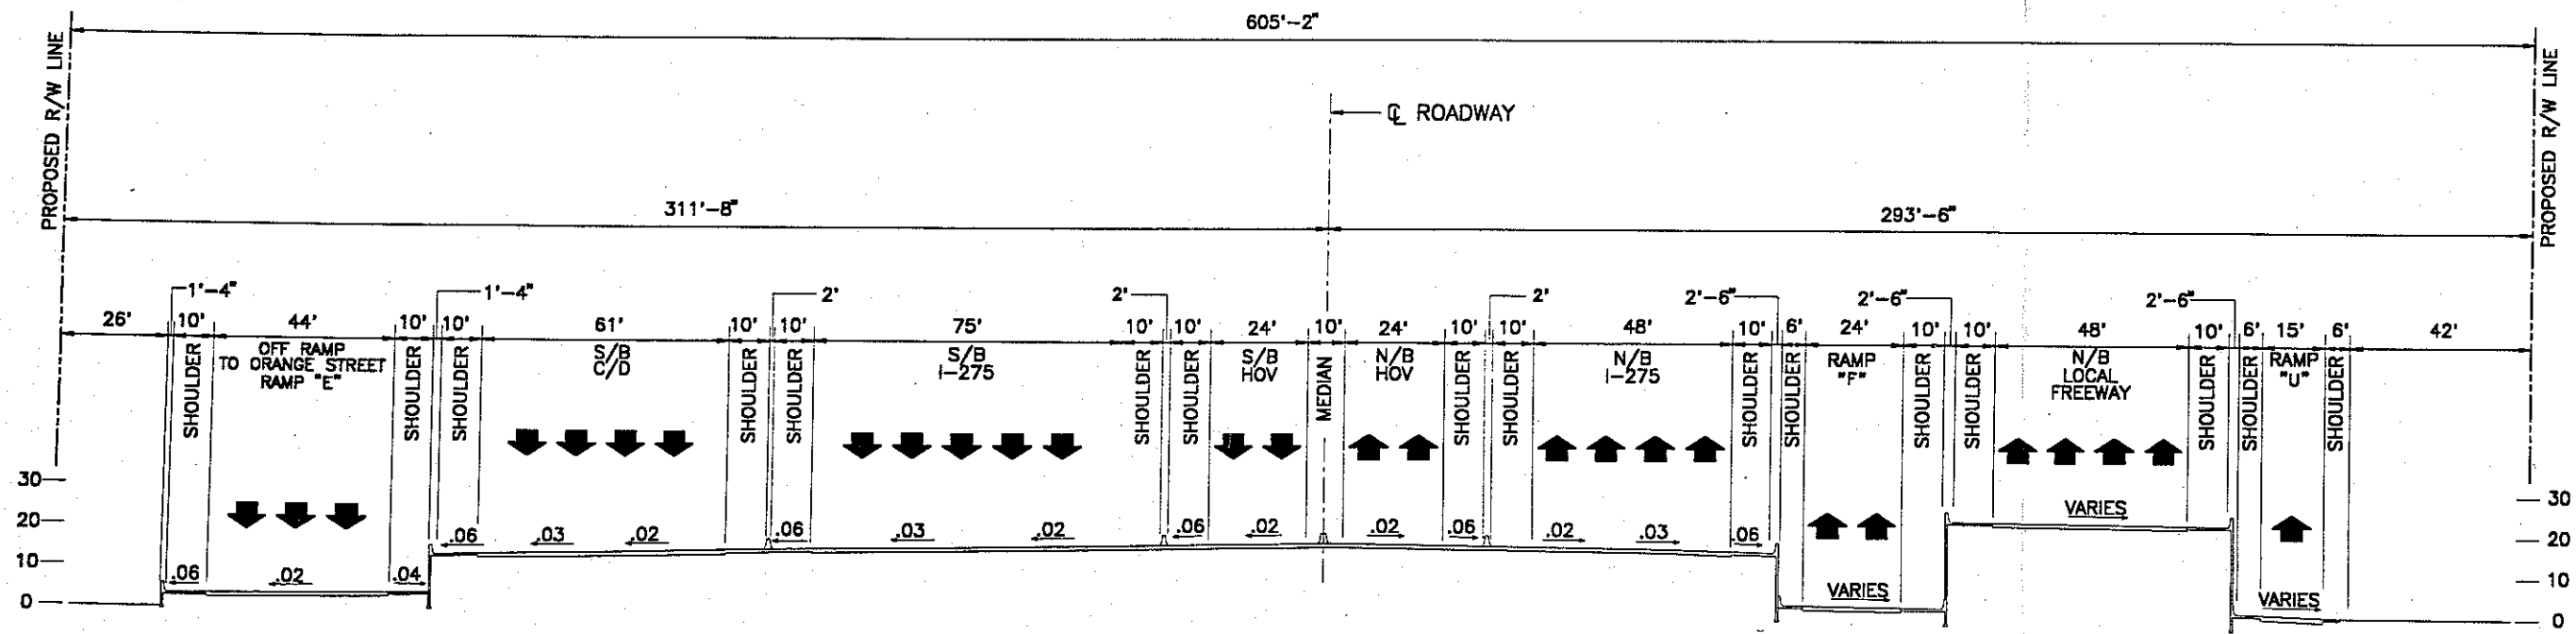 605'-2"
PROPOSED R/W LINE
PROPOSED R/W LINE
℄ ROADWAY
311'-8"
293'-6"
1'-4"
1'-4"
2'
2'
2'
2'-6"
2'-6"
2'-6"
26'
10'
44'
10'
10'
61'
10'
10'
75'
10'
10'
24'
10'
24'
10'
10'
48'
10'
6'
24'
10'
10'
48'
10'
6'
15'
6'
42'
SHOULDER
OFF RAMP
TO ORANGE STREET
RAMP "E"
SHOULDER
SHOULDER
S/B
C/D
SHOULDER
SHOULDER
S/B
I-275
SHOULDER
SHOULDER
S/B
HOV
MEDIAN
N/B
HOV
SHOULDER
SHOULDER
N/B
I-275
SHOULDER
SHOULDER
RAMP
"F"
SHOULDER
SHOULDER
N/B
LOCAL
FREEWAY
SHOULDER
SHOULDER
RAMP
"U"
SHOULDER
30
20
10
0
.06
.02
.04
.06
.03
.02
.06
.03
.02
.06
.02
.02
.06
.02
.03
.06
VARIES
VARIES
VARIES
30
20
10
0